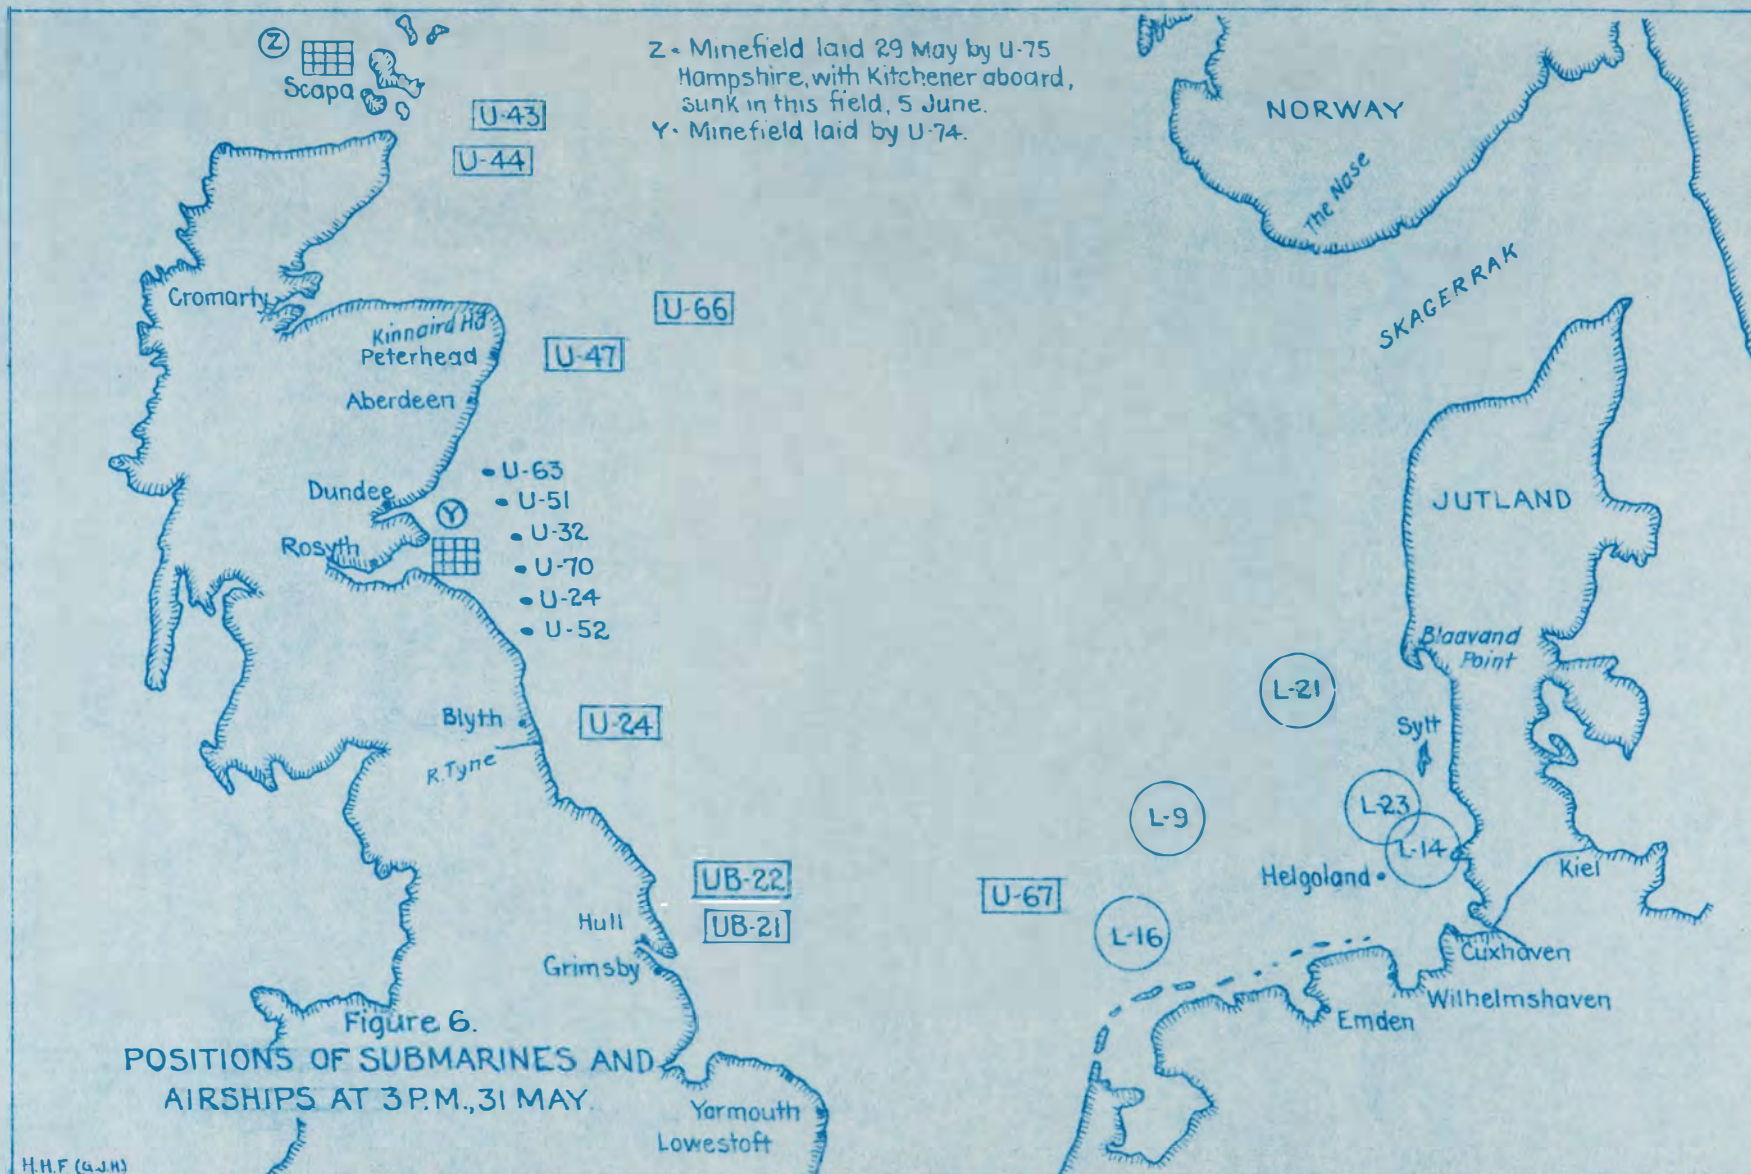 Z
Scapa
Z. Minefield laid 29 May by U-75
Hampshire, with Kitchener aboard,
sunk in this field, 5 June.
Y. Minefield laid by U-74.
U-43
U-44
NORWAY
The Nase
SKAGERRAK
Cromarty
Kinnaird Hd
Peterhead
Aberdeen
U-66
U-47
Dundee
Y
Rosyth
U-63
U-51
U-32
U-70
U-24
U-52
JUTLAND
Blaavand
Point
Blyth
R. Tyne
U-24
L-21
Sylt
L-9
L-23
L-14
Helgoland
Kiel
UB-22
UB-21
U-67
L-16
Hull
Grimsby
Cuxhaven
Wilhelmshaven
Emden
Figure 6.
POSITIONS OF SUBMARINES AND
AIRSHIPS AT 3 P.M., 31 MAY.
Yarmouth
Lowestoft
H.H.F (G.J.H)